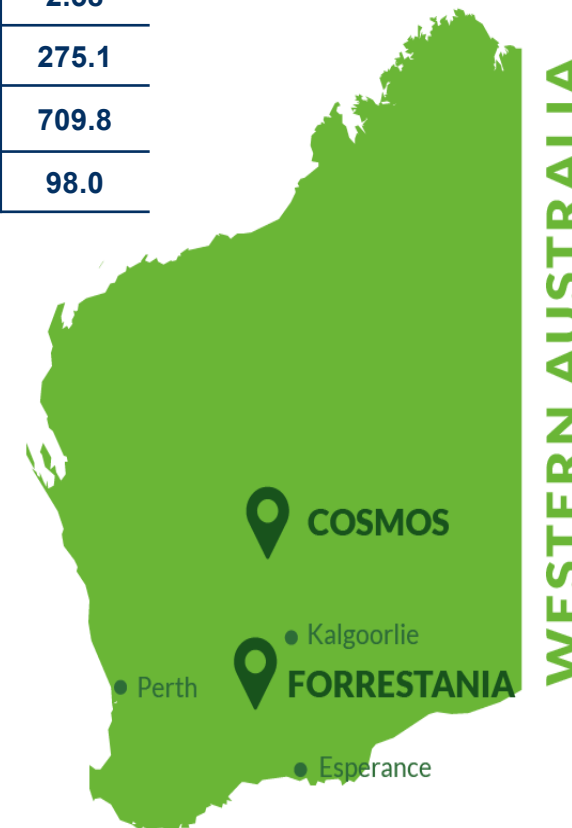 275.1
709.8
98.0
WESTERN AUSTRALIA
COSMOS
Kalgoorlie
Perth
FORRESTANIA
Esperance